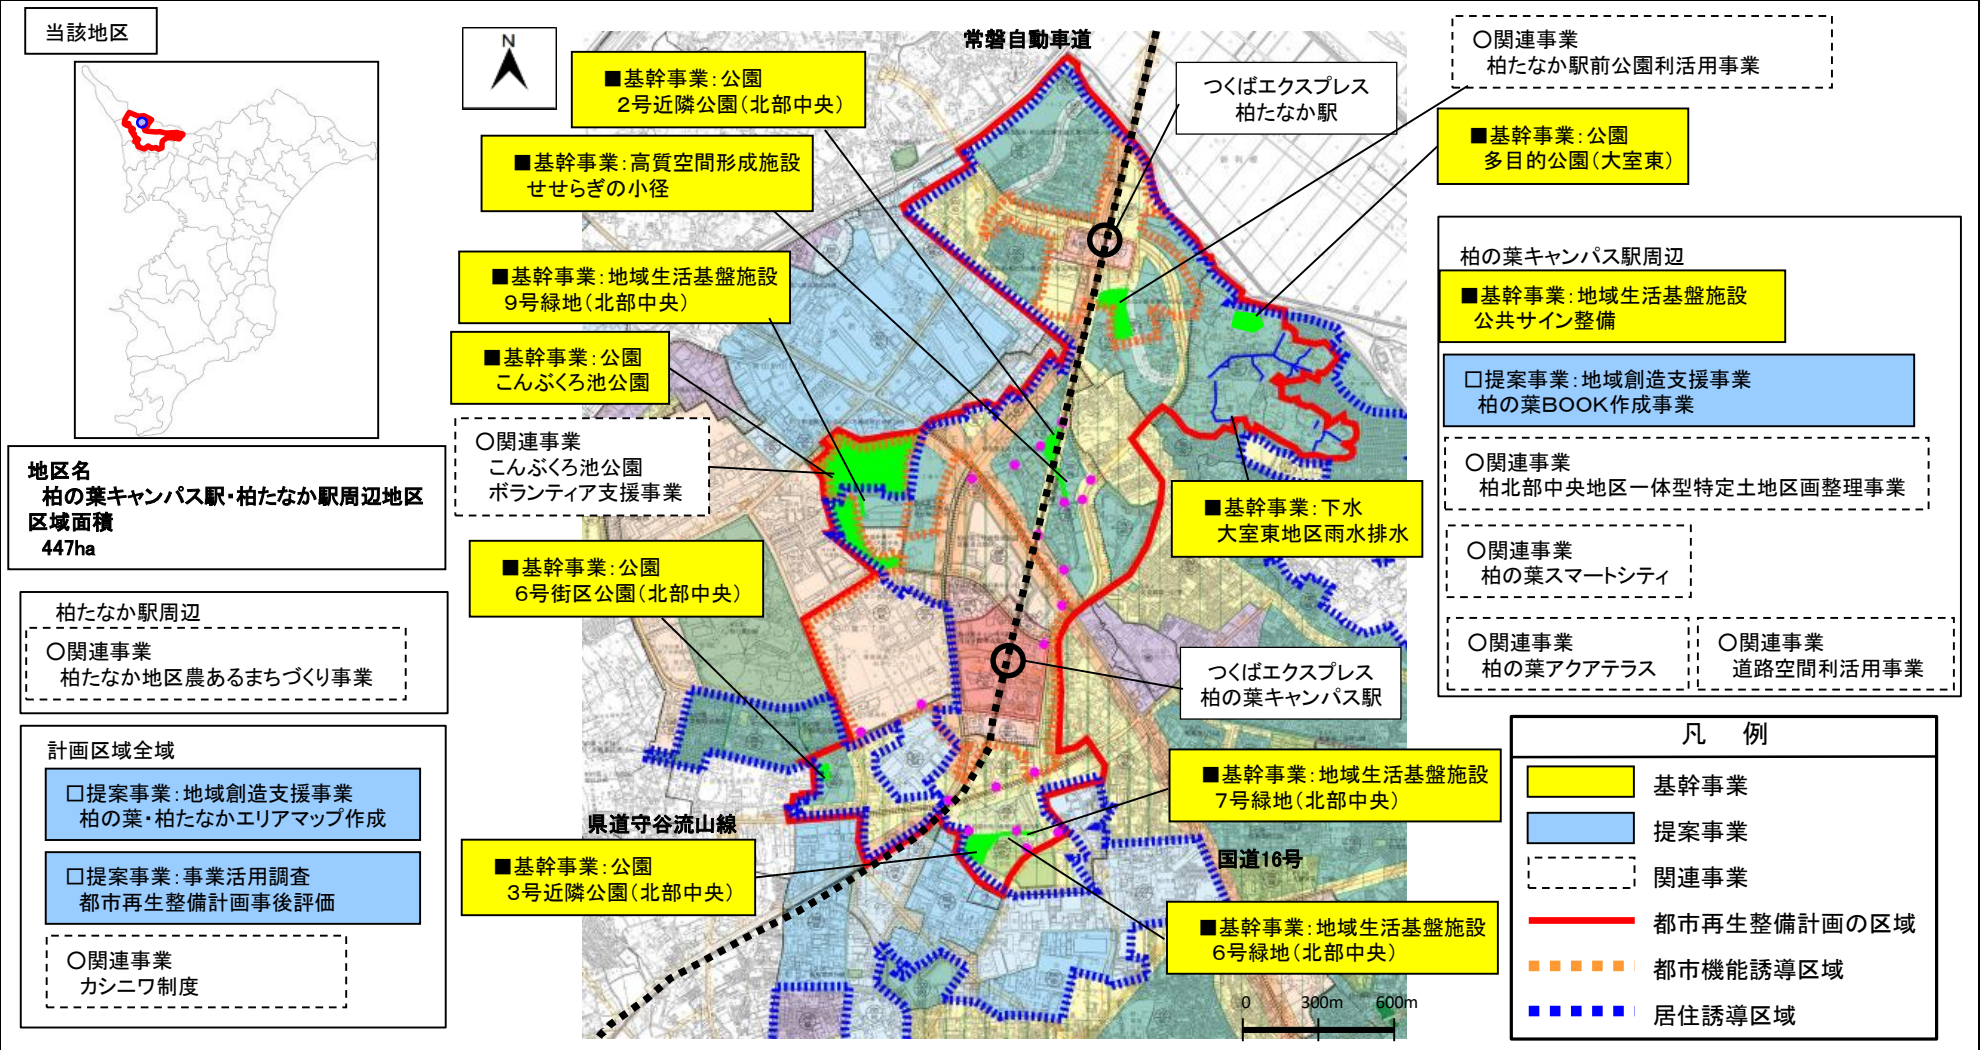 当該地区
N
常磐自動車道
■基幹事業：公園
2号近隣公園（北部中央）
つくばエクスプレス
柏たなか駅
○関連事業
柏たなか駅前公園利活用事業
■基幹事業：公園
多目的公園（大室東）
■基幹事業：高質空間形成施設
せせらぎの小径
■基幹事業：地域生活基盤施設
9号緑地（北部中央）
■基幹事業：公園
こんぶくろ池公園
○関連事業
こんぶくろ池公園
ボランティア支援事業
地区名
柏の葉キャンパス駅・柏たなか駅周辺地区
区域面積
447ha
■基幹事業：公園
6号街区公園（北部中央）
柏たなか駅周辺
○関連事業
柏たなか地区農あるまちづくり事業
計画区域全域
□提案事業：地域創造支援事業
柏の葉・柏たなかエリアマップ作成
□提案事業：事業活用調査
都市再生整備計画事後評価
○関連事業
カシニワ制度
県道守谷流山線
■基幹事業：公園
3号近隣公園（北部中央）
柏の葉キャンパス駅周辺
■基幹事業：地域生活基盤施設
公共サイン整備
□提案事業：地域創造支援事業
柏の葉BOOK作成事業
○関連事業
柏北部中央地区一体型特定土地区画整理事業
○関連事業
柏の葉スマートシティ
○関連事業
柏の葉アクアテラス
○関連事業
道路空間利活用事業
■基幹事業：下水
大室東地区雨水排水
つくばエクスプレス
柏の葉キャンパス駅
■基幹事業：地域生活基盤施設
7号緑地（北部中央）
国道16号
■基幹事業：地域生活基盤施設
6号緑地（北部中央）
0 300m 600m
凡 例
基幹事業
提案事業
関連事業
都市再生整備計画の区域
都市機能誘導区域
居住誘導区域